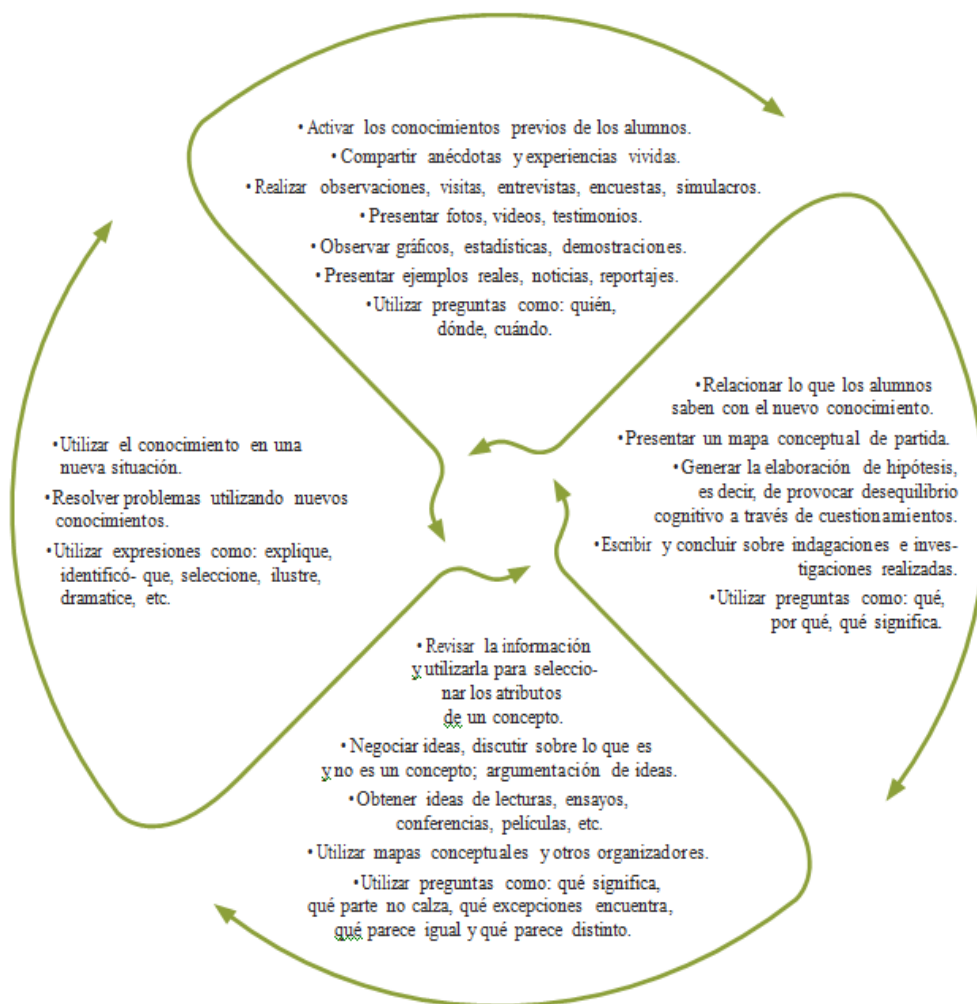 • Activar los conocimientos previos de los alumnos.
• Compartir anécdotas y experiencias vividas.
• Realizar observaciones, visitas, entrevistas, encuestas, simulacros.
• Presentar fotos, videos, testimonios.
• Observar gráficos, estadísticas, demostraciones.
• Presentar ejemplos reales, noticias, reportajes.
• Utilizar preguntas como: quién,
dónde, cuándo.
• Relacionar lo que los alumnos
saben con el nuevo conocimiento.
• Presentar un mapa conceptual de partida.
• Generar la elaboración de hipótesis,
es decir, de provocar desequilibrio
cognitivo a través de cuestionamientos.
• Escribir y concluir sobre indagaciones e inves-
tigaciones realizadas.
• Utilizar preguntas como: qué,
por qué, qué significa.
• Revisar la información
y utilizarla para seleccio-
nar los atributos
de un concepto.
• Negociar ideas, discutir sobre lo que es
y no es un concepto; argumentación de ideas.
• Obtener ideas de lecturas, ensayos,
conferencias, películas, etc.
• Utilizar mapas conceptuales y otros organizadores.
• Utilizar preguntas como: qué significa,
qué parte no calza, qué excepciones encuentra,
qué parece igual y qué parece distinto.
• Utilizar el conocimiento en una
nueva situación.
• Resolver problemas utilizando nuevos
conocimientos.
• Utilizar expresiones como: explique,
identificó- que, seleccione, ilustre,
dramatice, etc.